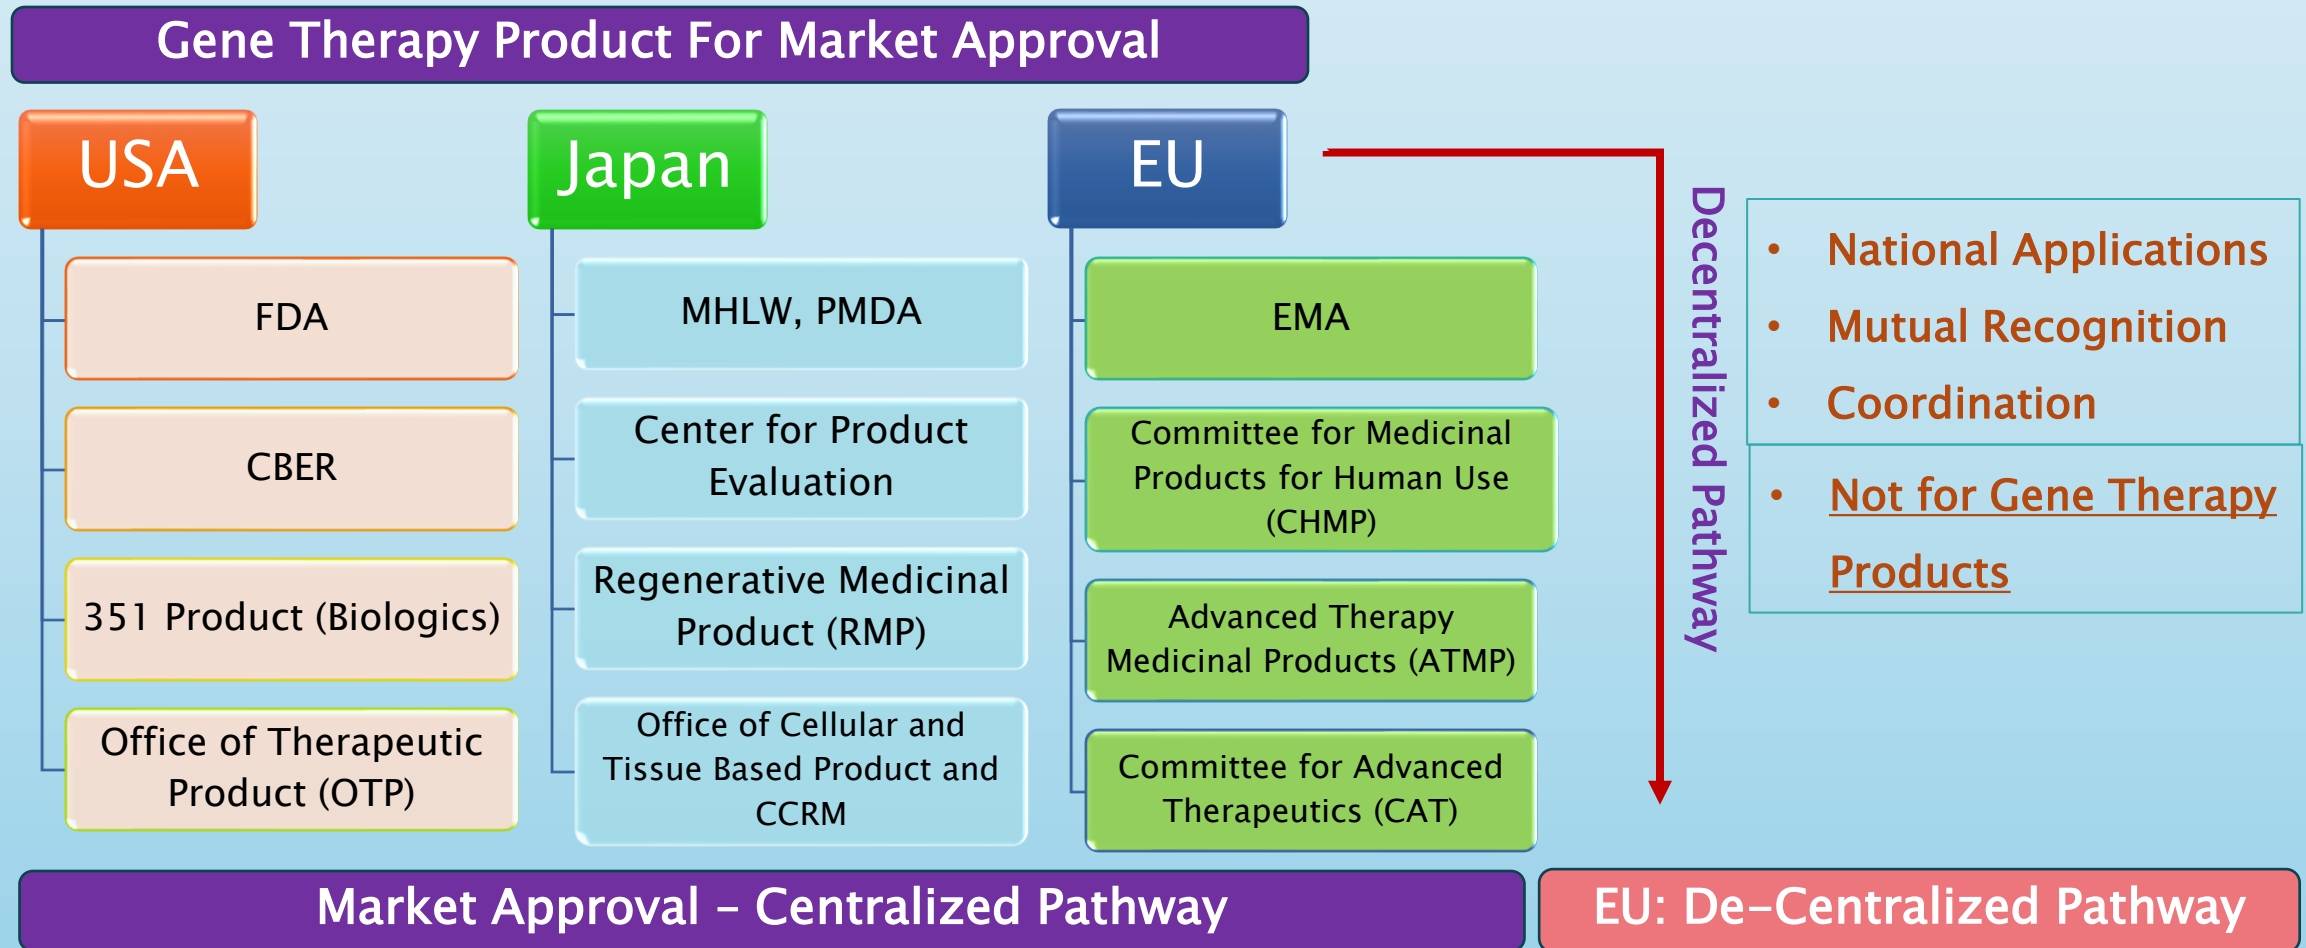 Gene Therapy Product For Market Approval
USA
FDA
CBER
351 Product (Biologics)
Office of Therapeutic
Product (OTP)
Japan
MHLW, PMDA
Center for Product
Evaluation
Regenerative Medicinal
Product (RMP)
Office of Cellular and
Tissue Based Product and
CCRM
EU
EMA
Committee for Medicinal
Products for Human Use
(CHMP)
Advanced Therapy
Medicinal Products (ATMP)
Committee for Advanced
Therapeutics (CAT)
Decentralized Pathway
• National Applications
• Mutual Recognition
• Coordination
• Not for Gene Therapy
Products
Market Approval – Centralized Pathway
EU: De-Centralized Pathway